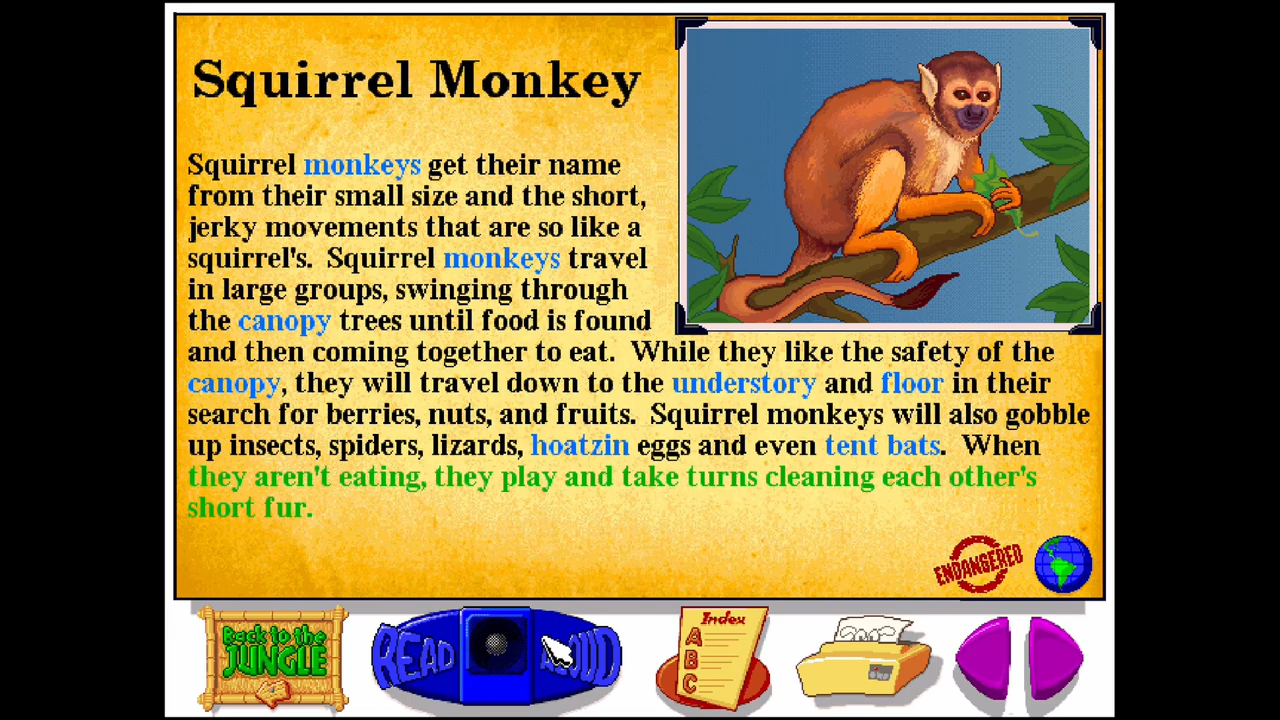 Squirrel Monkey
Squirrel monkeys get their name
from their small size and the short,
jerky movements that are so like a
squirrel's. Squirrel monkeys travel
in large groups, swinging through
the canopy trees until food is found
and then coming together to eat. While they like the safety of the
canopy, they will travel down to the understory and floor in their
search for berries, nuts, and fruits. Squirrel monkeys will also gobble
up insects, spiders, lizards, hoatzin eggs and even tent bats. When
they aren't eating, they play and take turns cleaning each other's
short fur.
ENDANGERED
Back to the
JUNGLE
READ ALOUD
Index
A
B
C